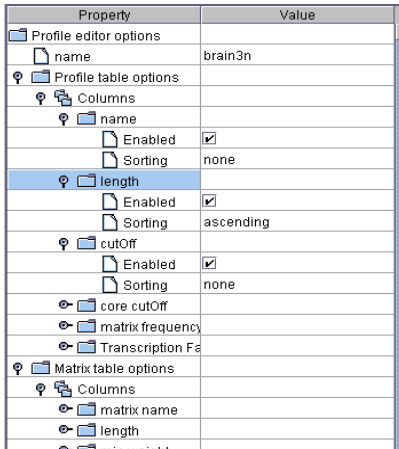 Property Value
Profile editor options
name brain3n
Profile table options
Columns
name
Enabled
Sorting none
length
Enabled
Sorting ascending
cutOff
Enabled
Sorting none
core cutOff
matrix frequency
Transcription Fa
Matrix table options
Columns
matrix name
length